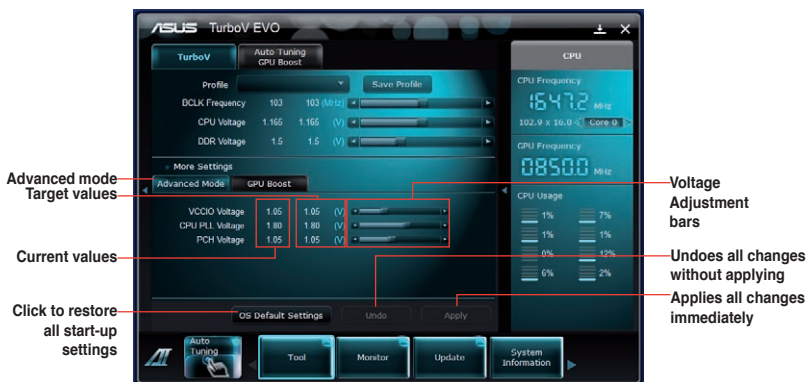 ASUS TurboV EVO
TurboV
Auto Tuning
GPU Boost
Profile
Save Profile
BCLK Frequency 103 103 (MHz)
CPU Voltage 1.165 1.165 (V)
DDR Voltage 1.5 1.5 (V)
More Settings
Advanced Mode GPU Boost
VCCIO Voltage 1.05 1.05 (V)
CPU PLL Voltage 1.80 1.80 (V)
PCH Voltage 1.05 1.05 (V)
OS Default Settings Undo Apply
CPU
CPU Frequency
1647.2 MHz
102.9 x 16.0 Core 0
GPU Frequency
0850.0 MHz
CPU Usage
1% 7%
1% 1%
0% 12%
6% 2%
Auto
Tuning
Tool
Monitor
Update
System
Information
Advanced mode
Target values
Current values
Click to restore
all start-up
settings
Voltage
Adjustment
bars
Undoes all changes
without applying
Applies all changes
immediately